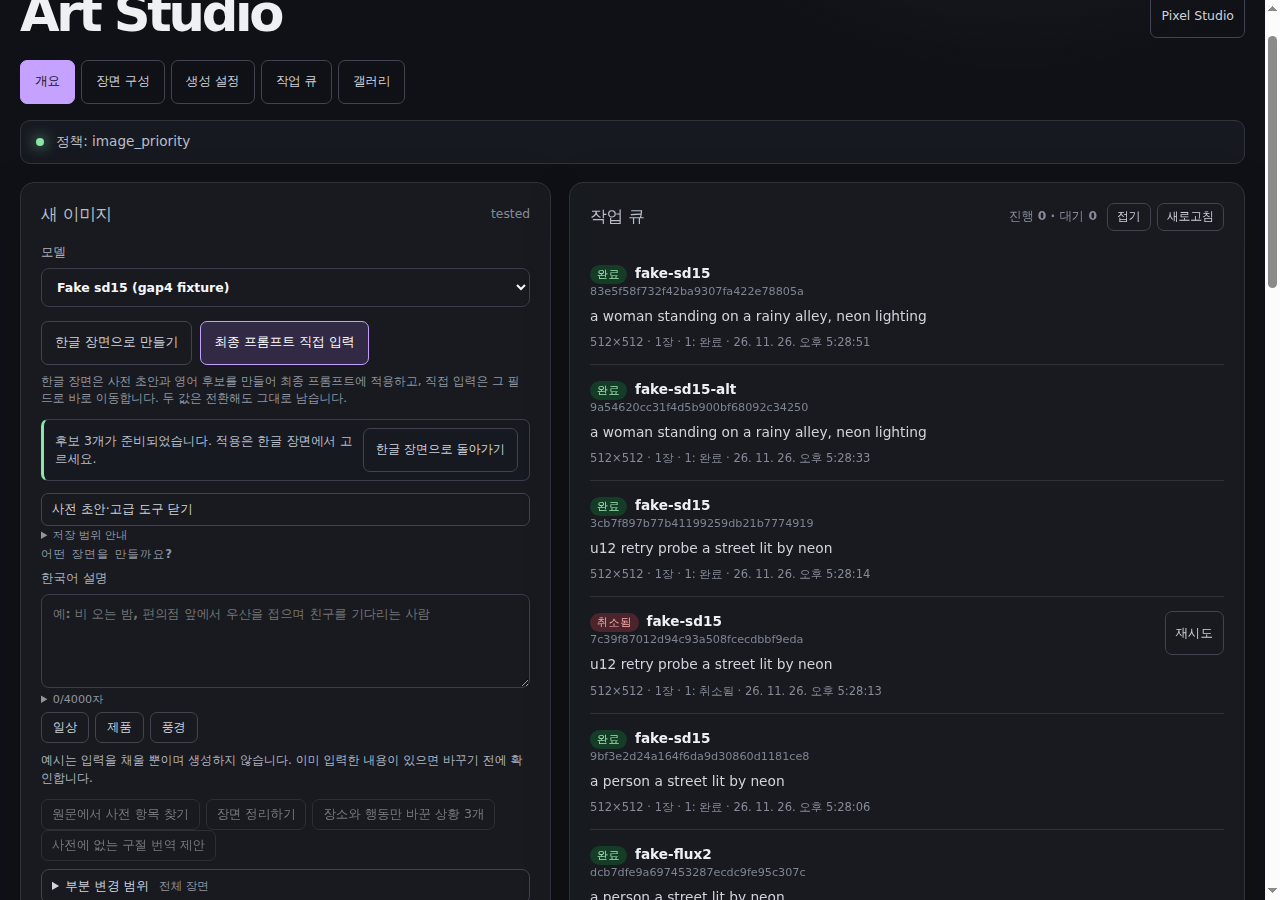 Art Studio
Pixel Studio
개요
장면 구성
생성 설정
작업 큐
갤러리
정책: image_priority
새 이미지
tested
모델
Fake sd15 (gap4 fixture)
한글 장면으로 만들기
최종 프롬프트 직접 입력
한글 장면은 사전 초안과 영어 후보를 만들어 최종 프롬프트에 적용하고, 직접 입력은 그 필
드로 바로 이동합니다. 두 값은 전환해도 그대로 남습니다.
후보 3개가 준비되었습니다. 적용은 한글 장면에서 고
르세요.
한글 장면으로 돌아가기
사전 초안·고급 도구 닫기
저장 범위 안내
어떤 장면을 만들까요?
한국어 설명
예: 비 오는 밤, 편의점 앞에서 우산을 접으며 친구를 기다리는 사람
0/4000자
일상
제품
풍경
예시는 입력을 채울 뿐이며 생성하지 않습니다. 이미 입력한 내용이 있으면 바꾸기 전에 확
인합니다.
원문에서 사전 항목 찾기
장면 정리하기
장소와 행동만 바꾼 상황 3개
사전에 없는 구절 번역 제안
부분 변경 범위 전체 장면
작업 큐
진행 0 · 대기 0
접기
새로고침
완료 fake-sd15
83e5f58f732f42ba9307fa422e78805a
a woman standing on a rainy alley, neon lighting
512×512 · 1장 · 1: 완료 · 26. 11. 26. 오후 5:28:51
완료 fake-sd15-alt
9a54620cc31f4d5b900bf68092c34250
a woman standing on a rainy alley, neon lighting
512×512 · 1장 · 1: 완료 · 26. 11. 26. 오후 5:28:33
완료 fake-sd15
3cb7f897b77b41199259db21b7774919
u12 retry probe a street lit by neon
512×512 · 1장 · 1: 완료 · 26. 11. 26. 오후 5:28:14
취소됨 fake-sd15
7c39f87012d94c93a508fcecdbbf9eda
u12 retry probe a street lit by neon
512×512 · 1장 · 1: 취소됨 · 26. 11. 26. 오후 5:28:13
재시도
완료 fake-sd15
9bf3e2d24a164f6da9d30860d1181ce8
a person a street lit by neon
512×512 · 1장 · 1: 완료 · 26. 11. 26. 오후 5:28:06
완료 fake-flux2
dcb7dfe9a697453287ecdc9fe95c307c
a person a street lit by neon